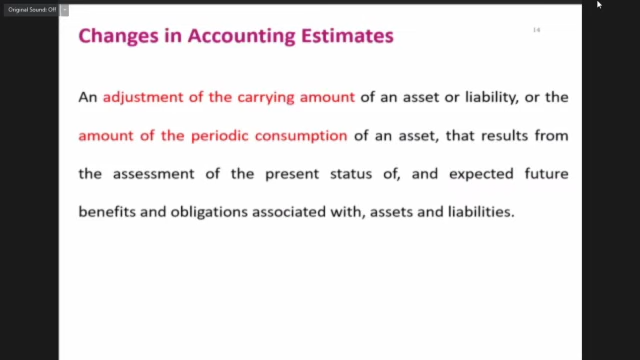 Original Sound: Off
Changes in Accounting Estimates
14
An adjustment of the carrying amount of an asset or liability, or the
amount of the periodic consumption of an asset, that results from
the assessment of the present status of, and expected future
benefits and obligations associated with, assets and liabilities.